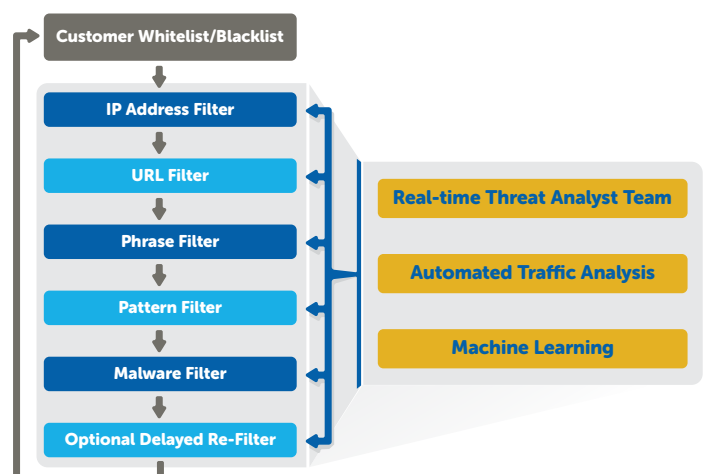 Customer Whitelist/Blacklist
IP Address Filter
URL Filter
Phrase Filter
Pattern Filter
Malware Filter
Optional Delayed Re-Filter
Real-time Threat Analyst Team
Automated Traffic Analysis
Machine Learning